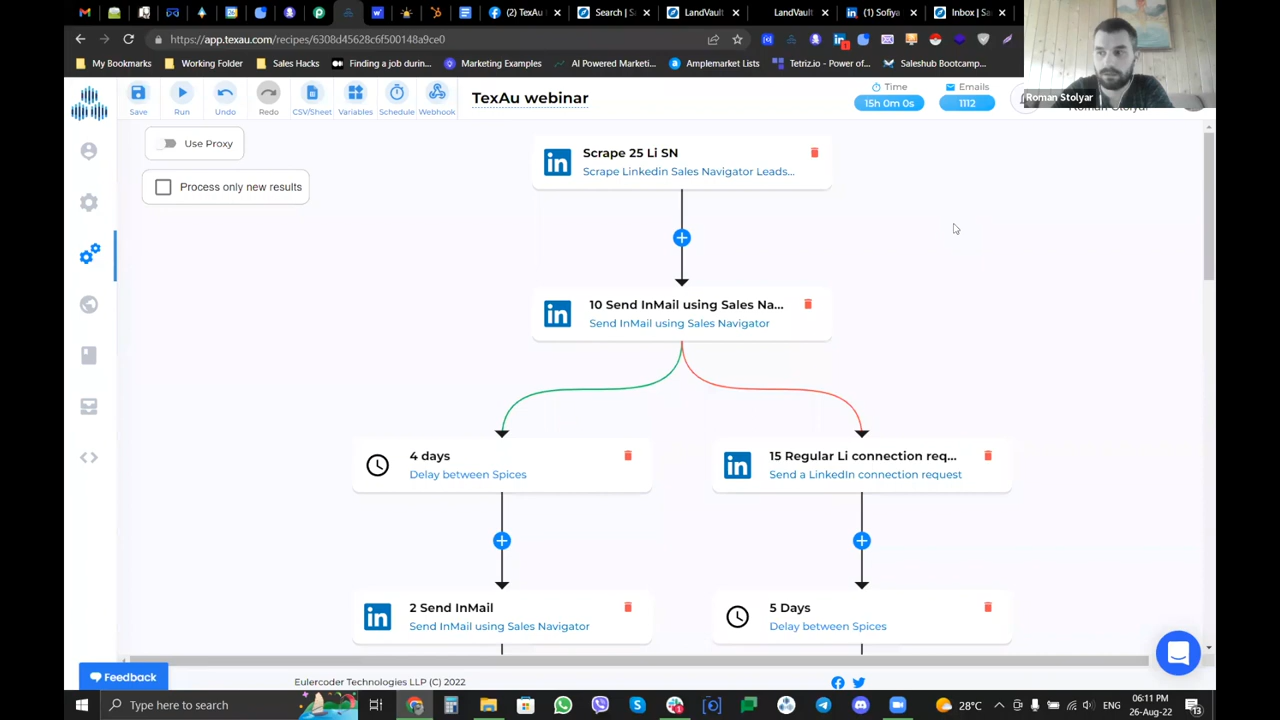 (2) TexAu
Search | Sa
LandVault
LandVault
(1) Sofiya
Inbox | Sa
https://app.texau.com/recipes/6308d45628c6f500148a9ce0
My Bookmarks
Working Folder
Sales Hacks
Finding a job durin...
Marketing Examples
AI Powered Marketi...
Amplemarket Lists
Tetriz.io - Power of...
Saleshub Bootcamp...
Save
Run
Undo
Redo
CSV/Sheet
Variables
Schedule
Webhook
TexAu webinar
Time
15h 0m 0s
Emails
1112
Roman Stolyar
Use Proxy
Process only new results
Scrape 25 Li SN
Scrape Linkedin Sales Navigator Leads...
10 Send InMail using Sales Na...
Send InMail using Sales Navigator
4 days
Delay between Spices
15 Regular Li connection req...
Send a LinkedIn connection request
2 Send InMail
Send InMail using Sales Navigator
5 Days
Delay between Spices
Feedback
Eulercoder Technologies LLP (C) 2022
Type here to search
28°C
ENG
06:11 PM
26-Aug-22
13